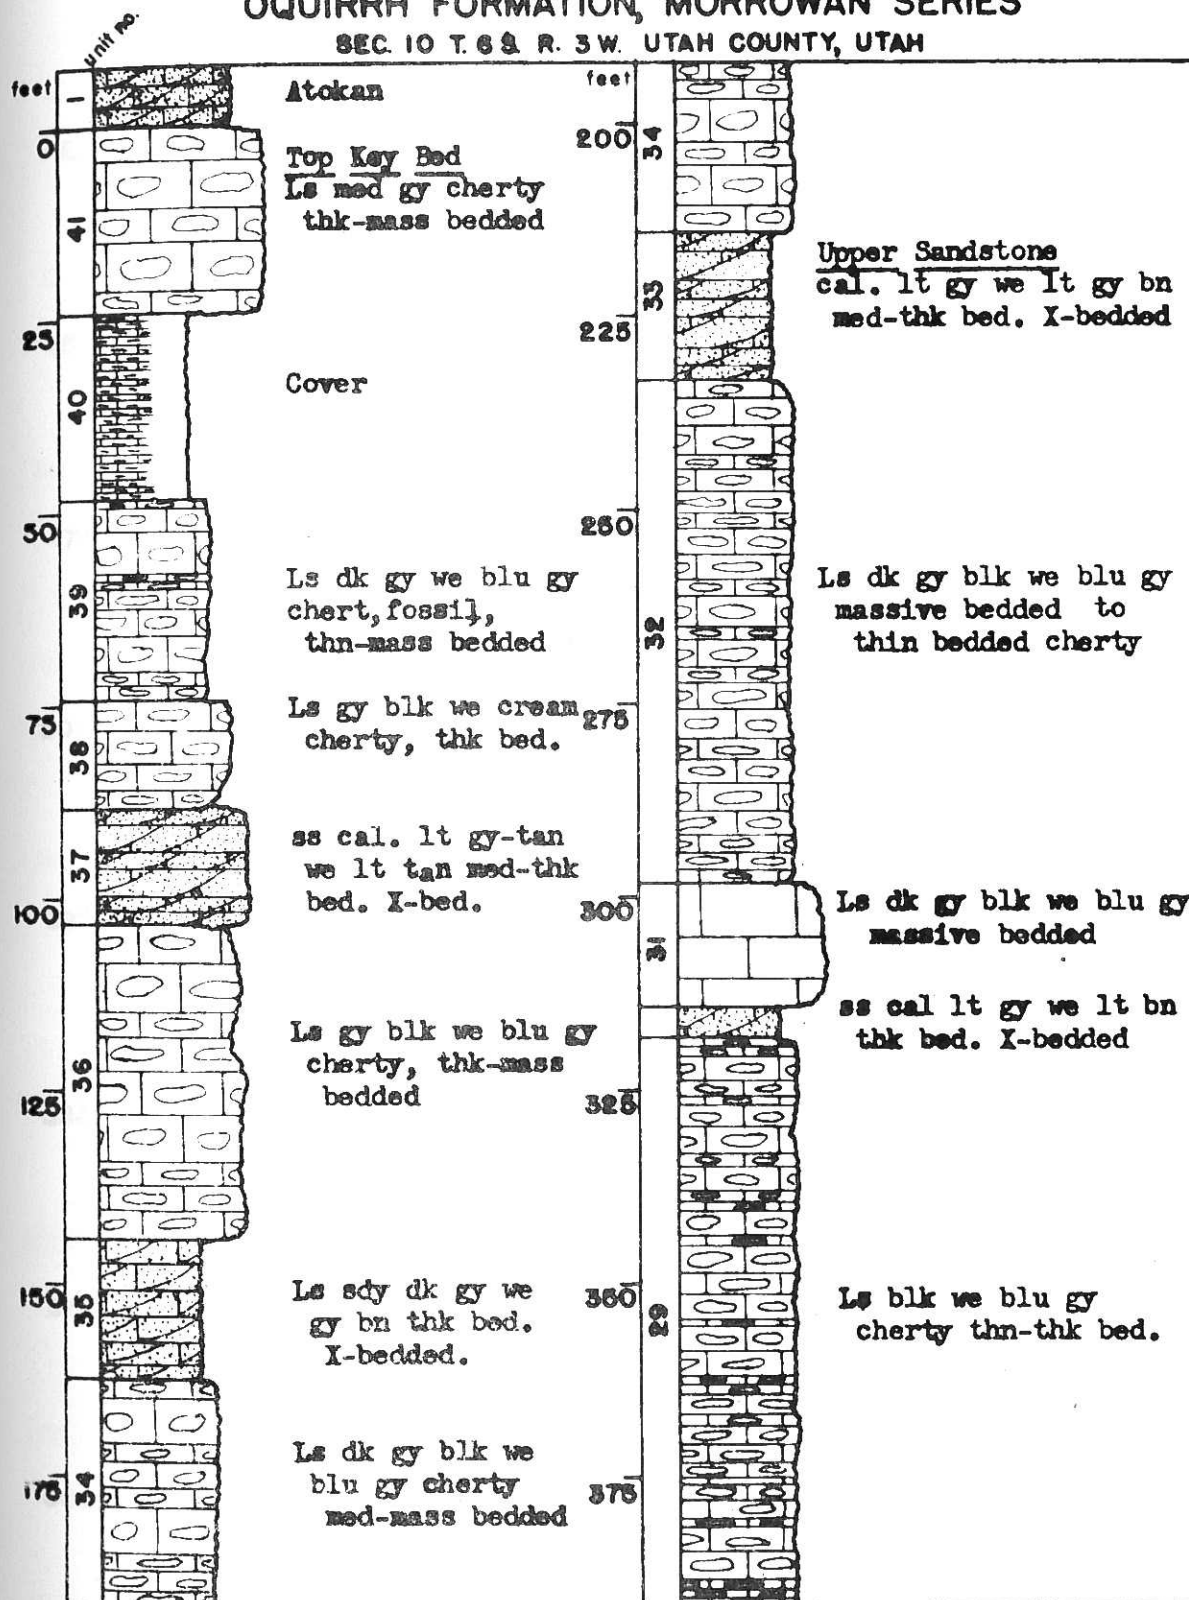 OQUIRRH FORMATION, MORROWAN SERIES
SEC. 10 T. 6 S. R. 3 W. UTAH COUNTY, UTAH
unit no.
feet
1
Atokan
0
Top Key Bed
Ls med gy cherty
thk-mass bedded
41
25
Cover
40
50
Ls dk gy we blu gy
chert, fossil,
thn-mass bedded
39
75
Ls gy blk we cream
cherty, thk bed.
38
ss cal. lt gy-tan
we lt tan med-thk
bed. X-bed.
37
100
Ls gy blk we blu gy
cherty, thk-mass
bedded
36
125
150
Ls sdy dk gy we
gy bn thk bed.
X-bedded.
35
Ls dk gy blk we
blu gy cherty
med-mass bedded
34
175
feet
200
34
Upper Sandstone
cal. lt gy we lt gy bn
med-thk bed. X-bedded
33
225
250
Ls dk gy blk we blu gy
massive bedded to
thin bedded cherty
32
275
300
Ls dk gy blk we blu gy
massive bedded
31
ss cal lt gy we lt bn
thk bed. X-bedded
325
350
Ls blk we blu gy
cherty thn-thk bed.
29
375